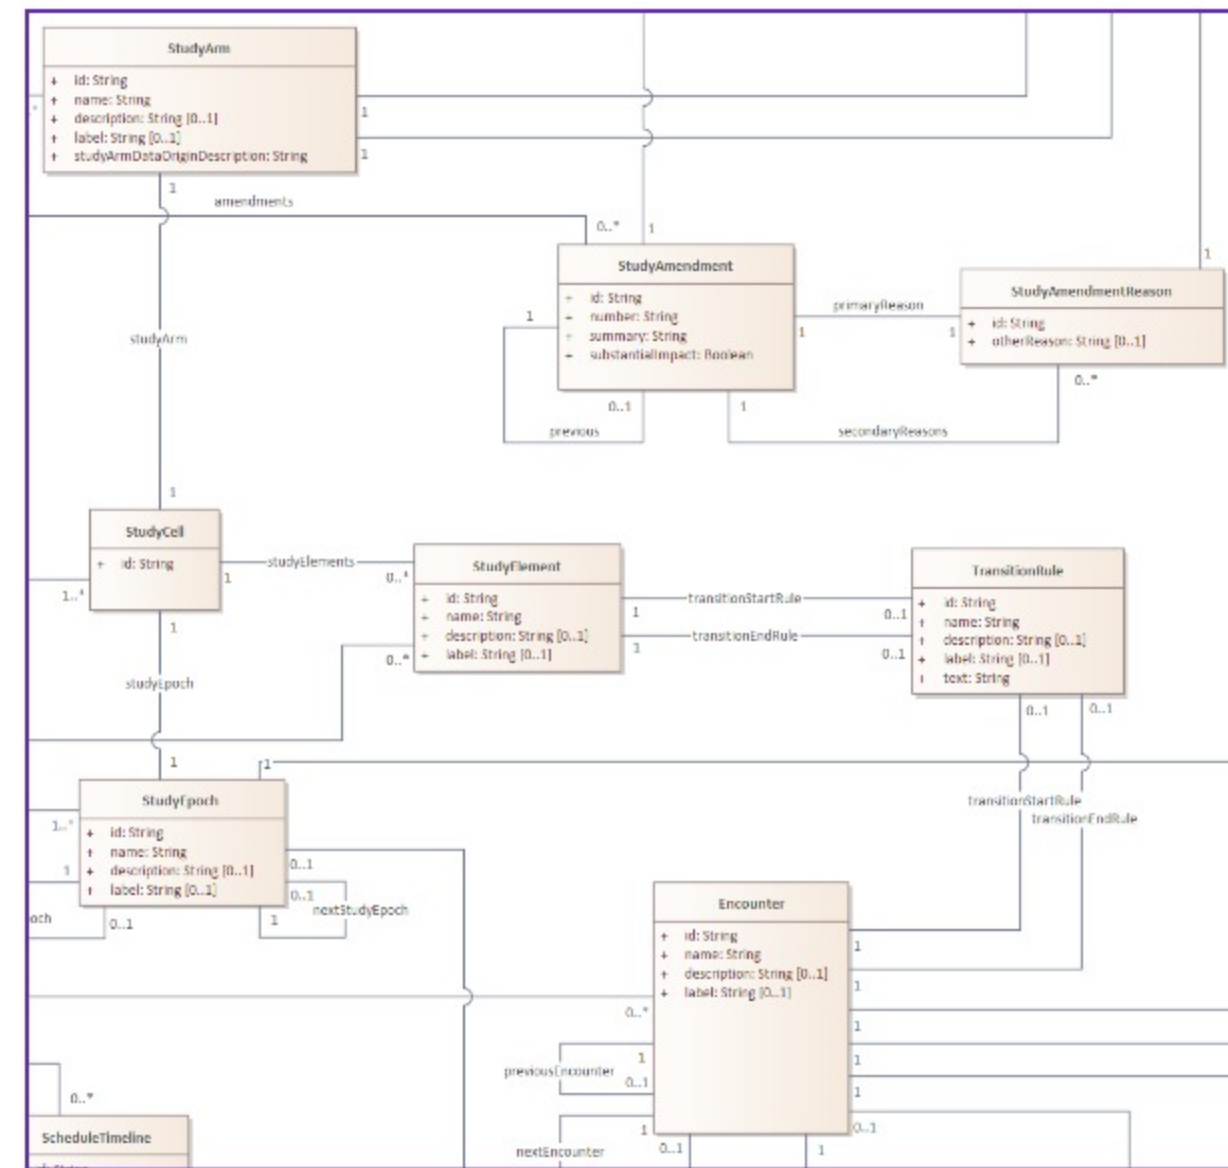 StudyArm
+ id: String
+ name: String
+ description: String [0..1]
+ label: String [0..1]
+ studyArmDataOriginDescription: String
1
1
1
amendments
0..*
1
StudyAmendment
+ id: String
+ number: String
+ summary: String
+ substantialImpact: Boolean
1
0..1
previous
1
primaryReason
1
1
StudyAmendmentReason
+ id: String
+ otherReason: String [0..1]
0..*
1
secondaryReasons
studyArm
1
StudyCell
+ id: String
1..*
1
studyElements
0..*
StudyElement
+ id: String
+ name: String
+ description: String [0..1]
+ label: String [0..1]
0..*
1
transitionStartRule
0..1
1
transitionEndRule
0..1
TransitionRule
+ id: String
+ name: String
+ description: String [0..1]
+ label: String [0..1]
+ text: String
0..1
0..1
1
studyEpoch
1
1
StudyEpoch
+ id: String
+ name: String
+ description: String [0..1]
+ label: String [0..1]
1..*
1
0..1
0..1
0..1
1
nextStudyEpoch
och
transitionStartRule
transitionEndRule
Encounter
+ id: String
+ name: String
+ description: String [0..1]
+ label: String [0..1]
1
1
1
1
1
0..1
0..*
1
previousEncounter
0..1
1
nextEncounter
0..1
1
0..*
ScheduleTimeline